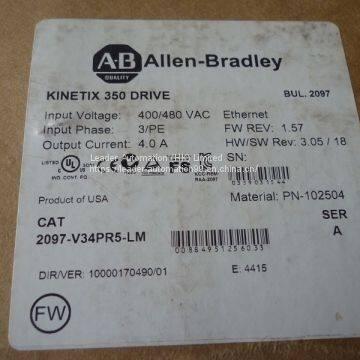 A-B
QUALITY
Allen-Bradley
KINETIX 350 DRIVE
BUL. 2097
Input Voltage: 400/480 VAC Ethernet
Input Phase: 3/PE FW REV: 1.57
Output Current: 4.0 A HW/SW Rev: 3.05 / 18
SN:
Leader Automation (HK) Limited
LISTED
Product of USA
Material: PN-102504
CAT
2097-V34PR5-LM
SER
A
DIR/VER: 10000170490/01
E: 4415
FW